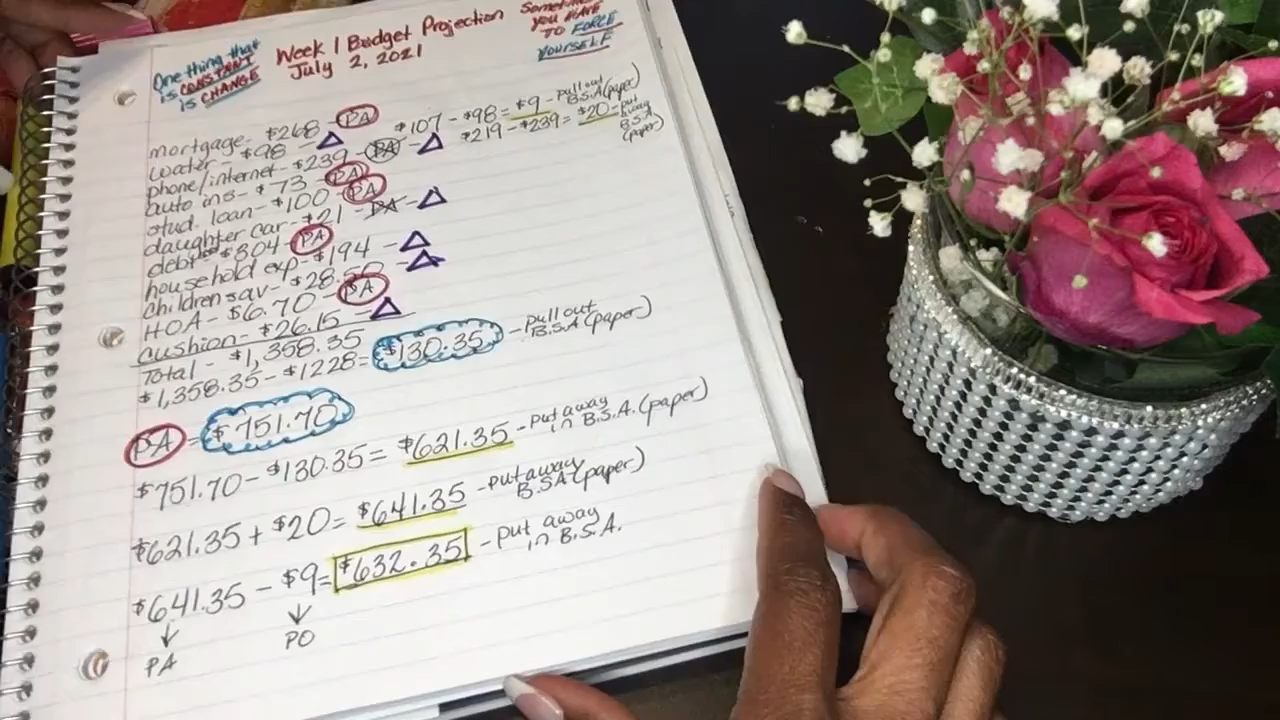 One thing that
is CONSTANT
is CHANGE
Week 1 Budget Projection
July 2, 2021
Sometimes
you HAVE
TO FORCE
YOURSELF
mortgage- $268 - PA
water- $98 - △ $107 - $98 = $9 - pull out B.S.A (paper)
phone/internet- $239 - PA - △ $219 - $239 = $20 - put away B.S.A (paper)
auto ins- $73 - PA
stud. loan- $100 - PA
daughter car- $21 - PA - △
debt - $304 - PA
household exp- $194 - △
children sav- $28.50 - △
HOA- $6.70 - PA
cushion- $26.15 - △
Total - $1,358.35
$1,358.35 - $1228 = $130.35 - pull out B.S.A (paper)
PA = $751.70
$751.70 - $130.35 = $621.35 - put away in B.S.A. (paper)
$621.35 + $20 = $641.35 - put away B.S.A (paper)
$641.35 - $9 = $632.35 - put away in B.S.A.
PA PO